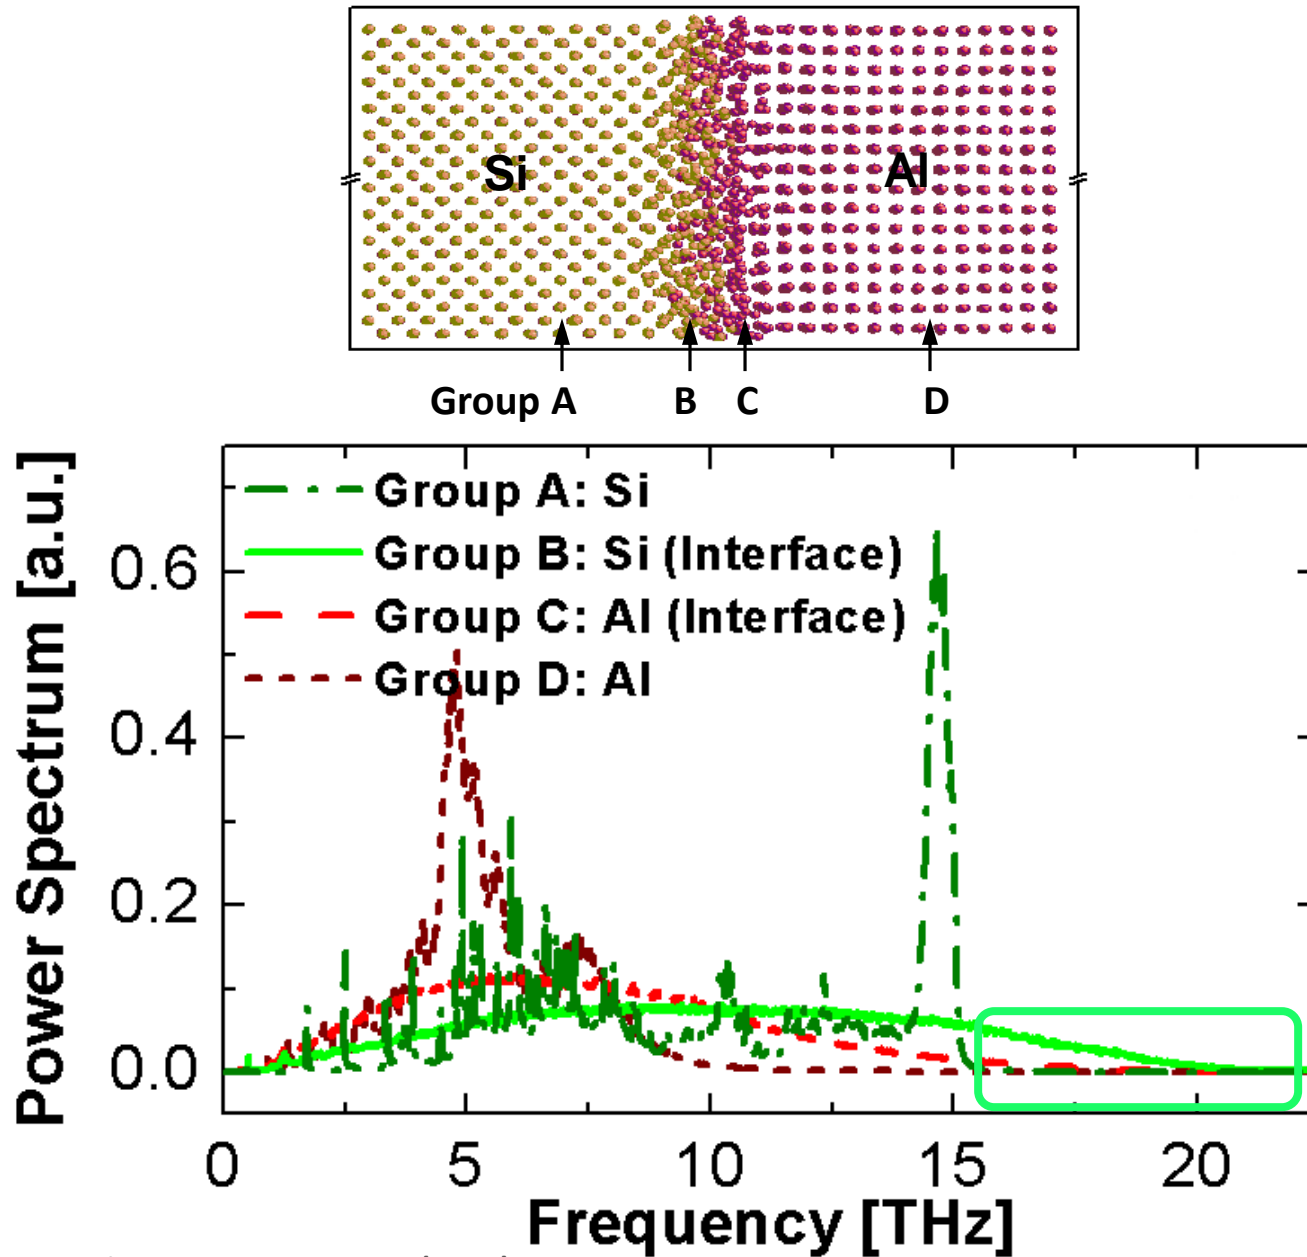 Si
Al
Group A
B
C
D
Group A: Si
Group B: Si (Interface)
Group C: Al (Interface)
Group D: Al
Power Spectrum [a.u.]
0.6
0.4
0.2
0.0
0
5
10
15
20
Frequency [THz]